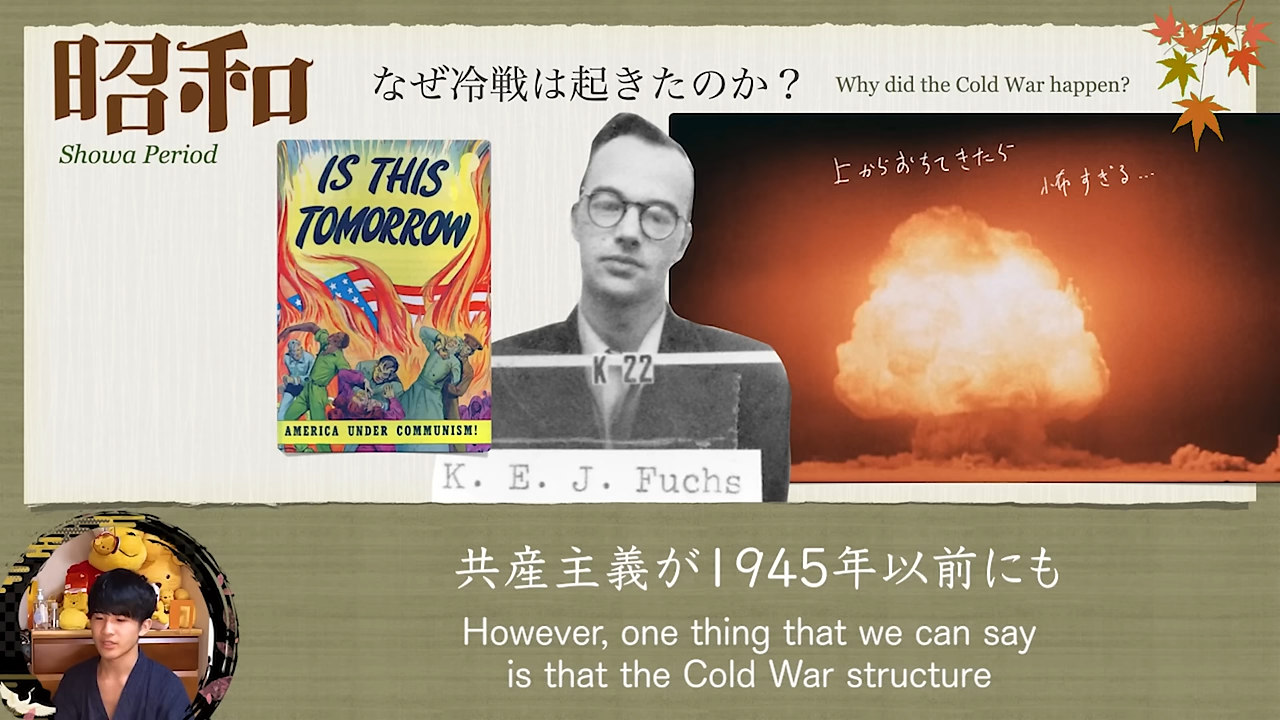 昭和
Showa Period
なぜ冷戦は起きたのか？
Why did the Cold War happen?
IS THIS
TOMORROW
AMERICA UNDER COMMUNISM!
K-22
K. E. J. Fuchs
上からおちてきたら
怖すぎる…
共産主義が1945年以前にも
However, one thing that we can say
is that the Cold War structure